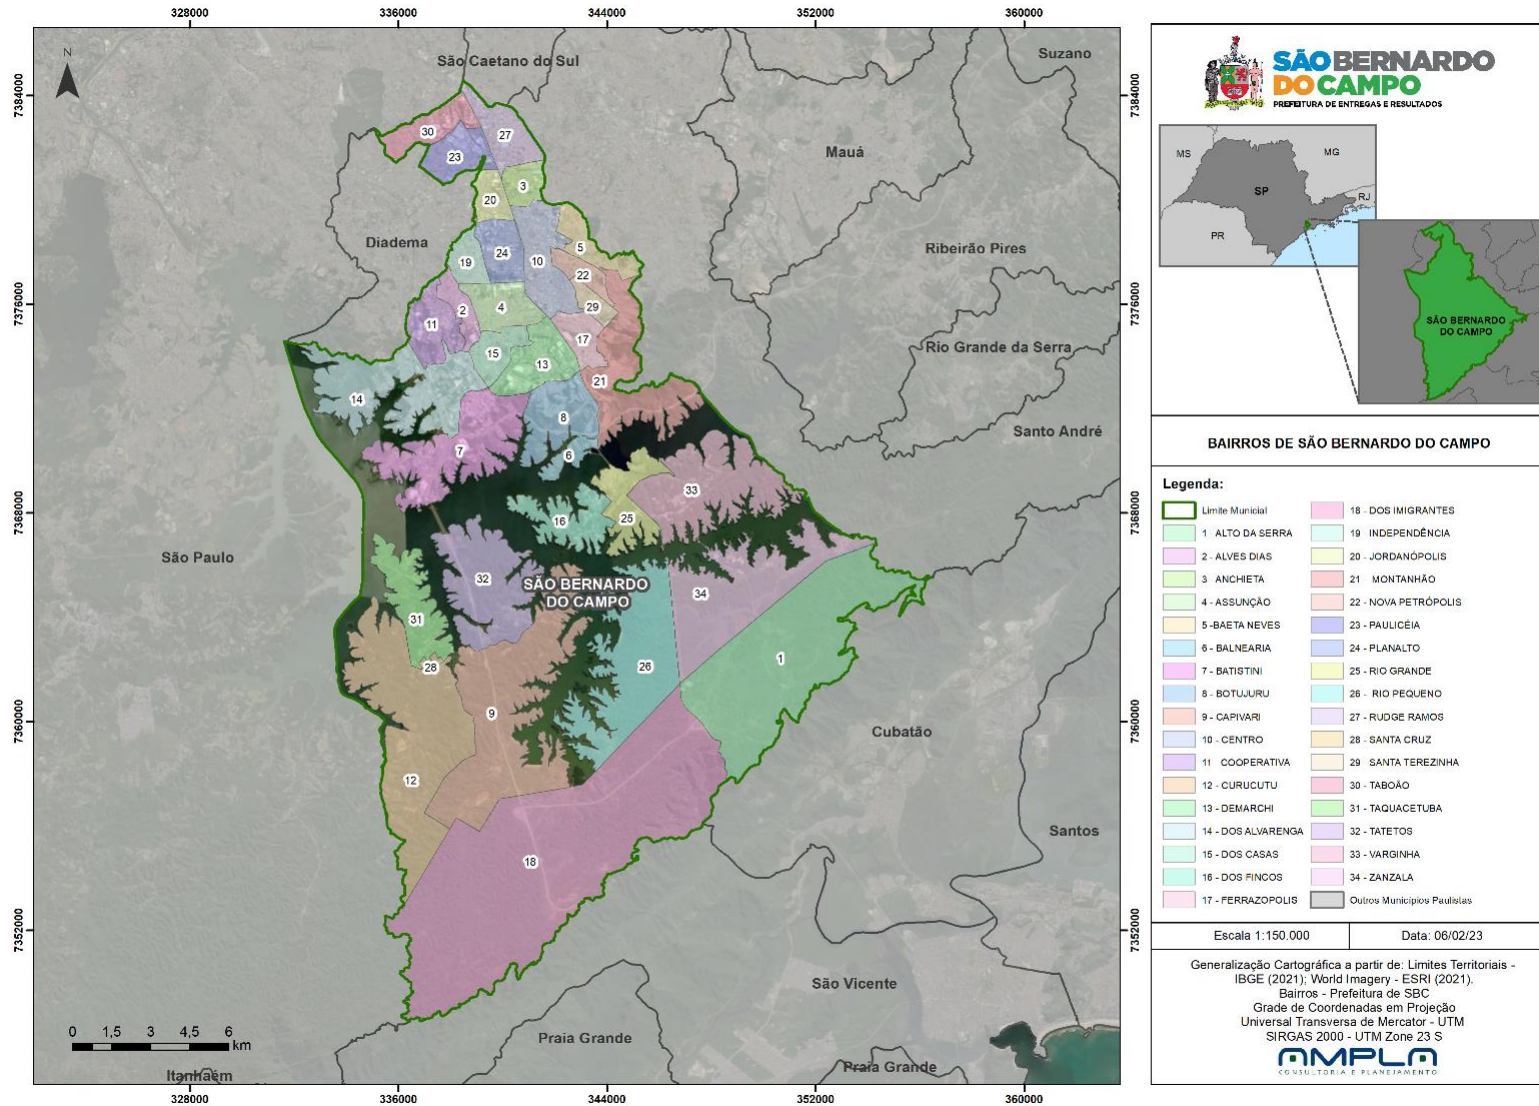 328000
336000
344000
352000
360000
7384000
7376000
7368000
7360000
7352000
N
São Caetano do Sul
Suzano
Mauá
Diadema
Ribeirão Pires
Rio Grande da Serra
Santo André
São Paulo
SÃO BERNARDO
DO CAMPO
Cubatão
Santos
São Vicente
Praia Grande
Praia Grande
Itanhaém
30
27
23
3
20
5
24
10
19
22
29
4
2
11
17
15
13
21
14
8
7
6
33
16
25
32
34
31
28
26
1
9
12
18
0 1,5 3 4,5 6
km
7384000
7376000
7368000
7360000
7352000
328000
336000
344000
352000
360000
SÃO BERNARDO
DO CAMPO
PREFEITURA DE ENTREGAS E RESULTADOS
MS
MG
SP
RJ
PR
SÃO BERNARDO
DO CAMPO
BAIRROS DE SÃO BERNARDO DO CAMPO
Legenda:
Limite Municial
1 ALTO DA SERRA
2 - ALVES DIAS
3 ANCHIETA
4 - ASSUNÇÃO
5 -BAETA NEVES
6 - BALNEARIA
7 - BATISTINI
8 - BOTUJURU
9 - CAPIVARI
10 - CENTRO
11 COOPERATIVA
12 - CURUCUTU
13 - DEMARCHI
14 - DOS ALVARENGA
15 - DOS CASAS
16 - DOS FINCOS
17 - FERRAZOPOLIS
18 - DOS IMIGRANTES
19 INDEPENDÊNCIA
20 - JORDANÓPOLIS
21 MONTANHÃO
22 - NOVA PETRÓPOLIS
23 - PAULICÉIA
24 - PLANALTO
25 - RIO GRANDE
26 - RIO PEQUENO
27 - RUDGE RAMOS
28 - SANTA CRUZ
29 SANTA TEREZINHA
30 - TABOÃO
31 - TAQUACETUBA
32 - TATETOS
33 - VARGINHA
34 - ZANZALA
Outros Municípios Paulistas
Escala 1:150.000
Data: 06/02/23
Generalização Cartográfica a partir de: Limites Territoriais -
IBGE (2021); World Imagery - ESRI (2021).
Bairros - Prefeitura de SBC
Grade de Coordenadas em Projeção
Universal Transversa de Mercator - UTM
SIRGAS 2000 - UTM Zone 23 S
AMPLA
CONSULTORIA E PLANEJAMENTO